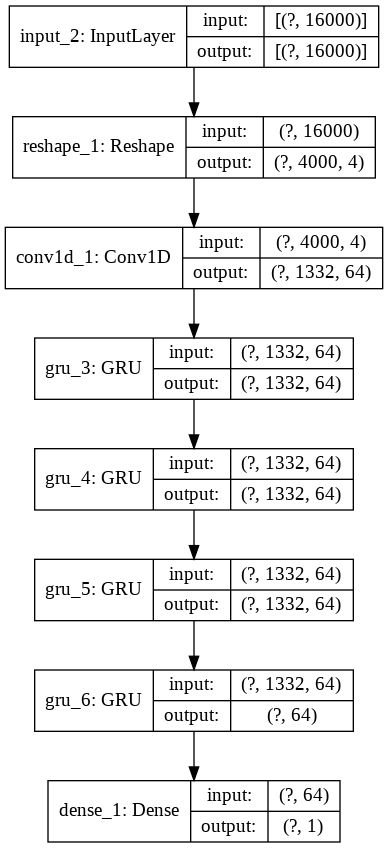 input_2: InputLayer
input:
[(?, 16000)]
output:
[(?, 16000)]
reshape_1: Reshape
input:
(?, 16000)
output:
(?, 4000, 4)
conv1d_1: Conv1D
input:
(?, 4000, 4)
output:
(?, 1332, 64)
gru_3: GRU
input:
(?, 1332, 64)
output:
(?, 1332, 64)
gru_4: GRU
input:
(?, 1332, 64)
output:
(?, 1332, 64)
gru_5: GRU
input:
(?, 1332, 64)
output:
(?, 1332, 64)
gru_6: GRU
input:
(?, 1332, 64)
output:
(?, 64)
dense_1: Dense
input:
(?, 64)
output:
(?, 1)